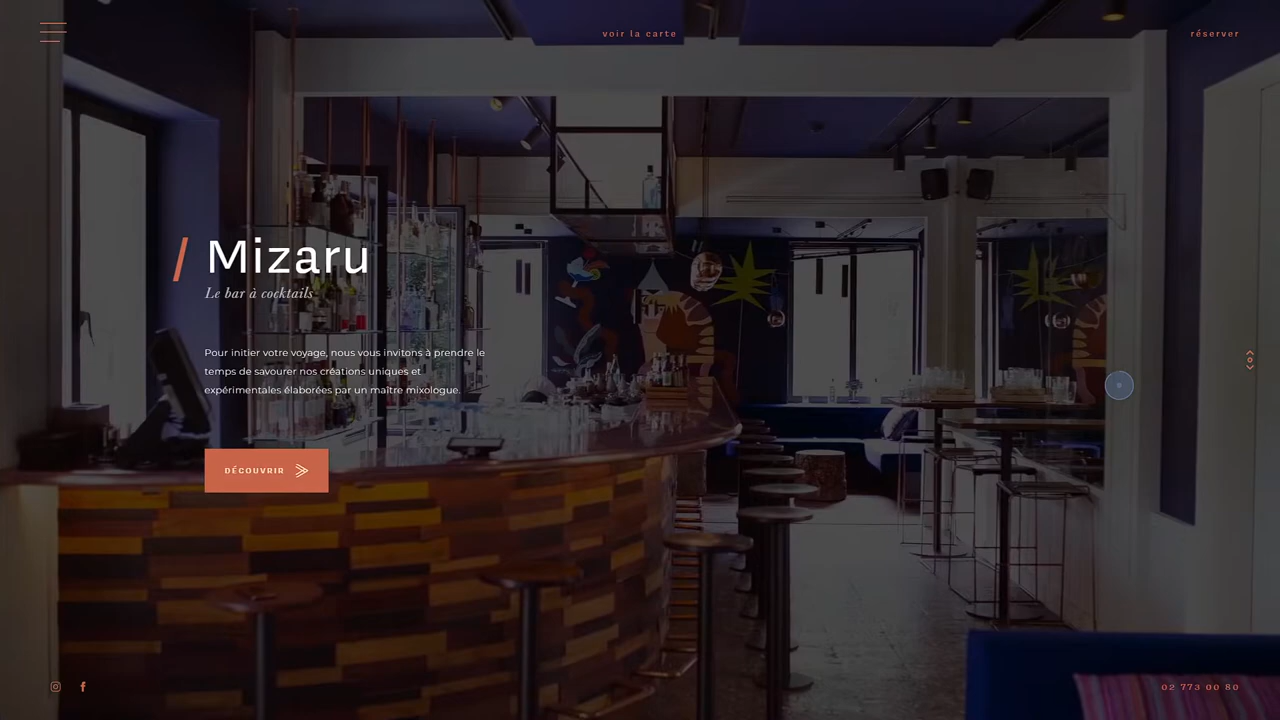 voir la carte
réserver
/ Mizaru
Le bar à cocktails
Pour initier votre voyage, nous vous invitons à prendre le
temps de savourer nos créations uniques et
expérimentales élaborées par un maître mixologue.
DÉCOUVRIR
02 773 00 80